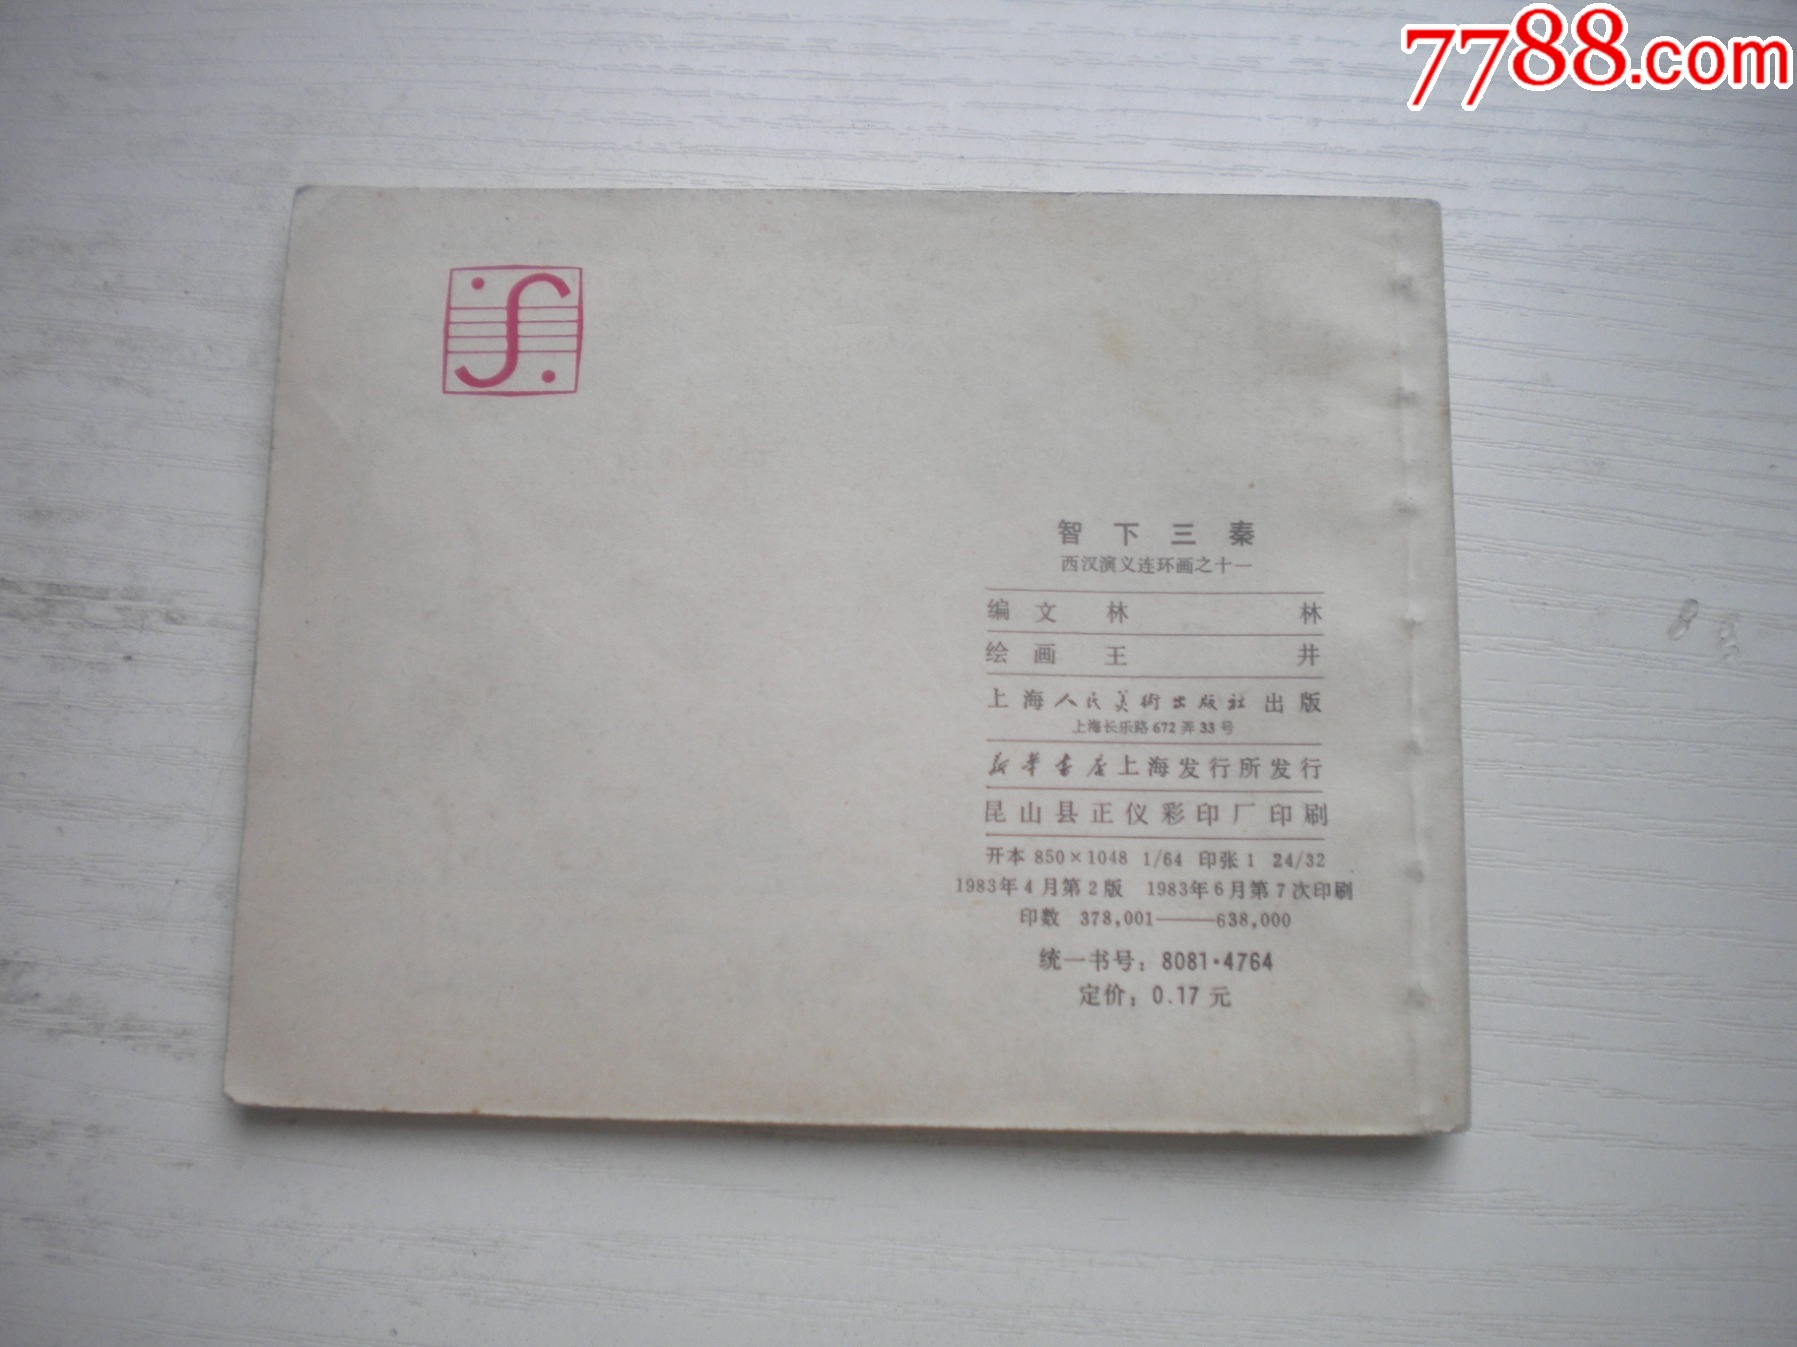 7788.com
智下三秦
西汉演义连环画之十一
编文 林林
绘画 王井
上海人民美術出版社出版
上海长乐路672弄33号
新华书店上海发行所发行
昆山县正仪彩印厂印刷
开本 850×1048 1/64 印张 1 24/32
1983年4月第2版 1983年6月第7次印刷
印数 378,001——638,000
统一书号：8081·4764
定价：0.17元